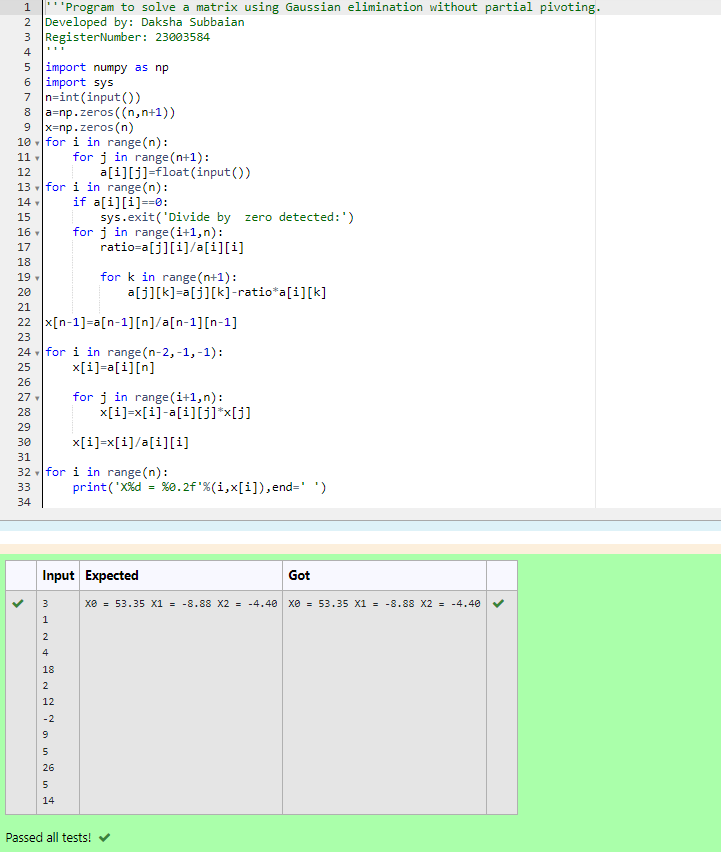 1 '''Program to solve a matrix using Gaussian elimination without partial pivoting.
2 Developed by: Daksha Subbaian
3 RegisterNumber: 23003584
4 '''
5 import numpy as np
6 import sys
7 n=int(input())
8 a=np.zeros((n,n+1))
9 x=np.zeros(n)
10 for i in range(n):
11     for j in range(n+1):
12         a[i][j]=float(input())
13 for i in range(n):
14     if a[i][i]==0:
15         sys.exit('Divide by  zero detected:')
16     for j in range(i+1,n):
17         ratio=a[j][i]/a[i][i]
18
19         for k in range(n+1):
20             a[j][k]=a[j][k]-ratio*a[i][k]
21
22 x[n-1]=a[n-1][n]/a[n-1][n-1]
23
24 for i in range(n-2,-1,-1):
25     x[i]=a[i][n]
26
27     for j in range(i+1,n):
28         x[i]=x[i]-a[i][j]*x[j]
29
30     x[i]=x[i]/a[i][i]
31
32 for i in range(n):
33     print('X%d = %0.2f'%(i,x[i]),end=' ')
34
Input Expected Got
3 X0 = 53.35 X1 = -8.88 X2 = -4.40 X0 = 53.35 X1 = -8.88 X2 = -4.40
1
2
4
18
2
12
-2
9
5
26
5
14
Passed all tests!